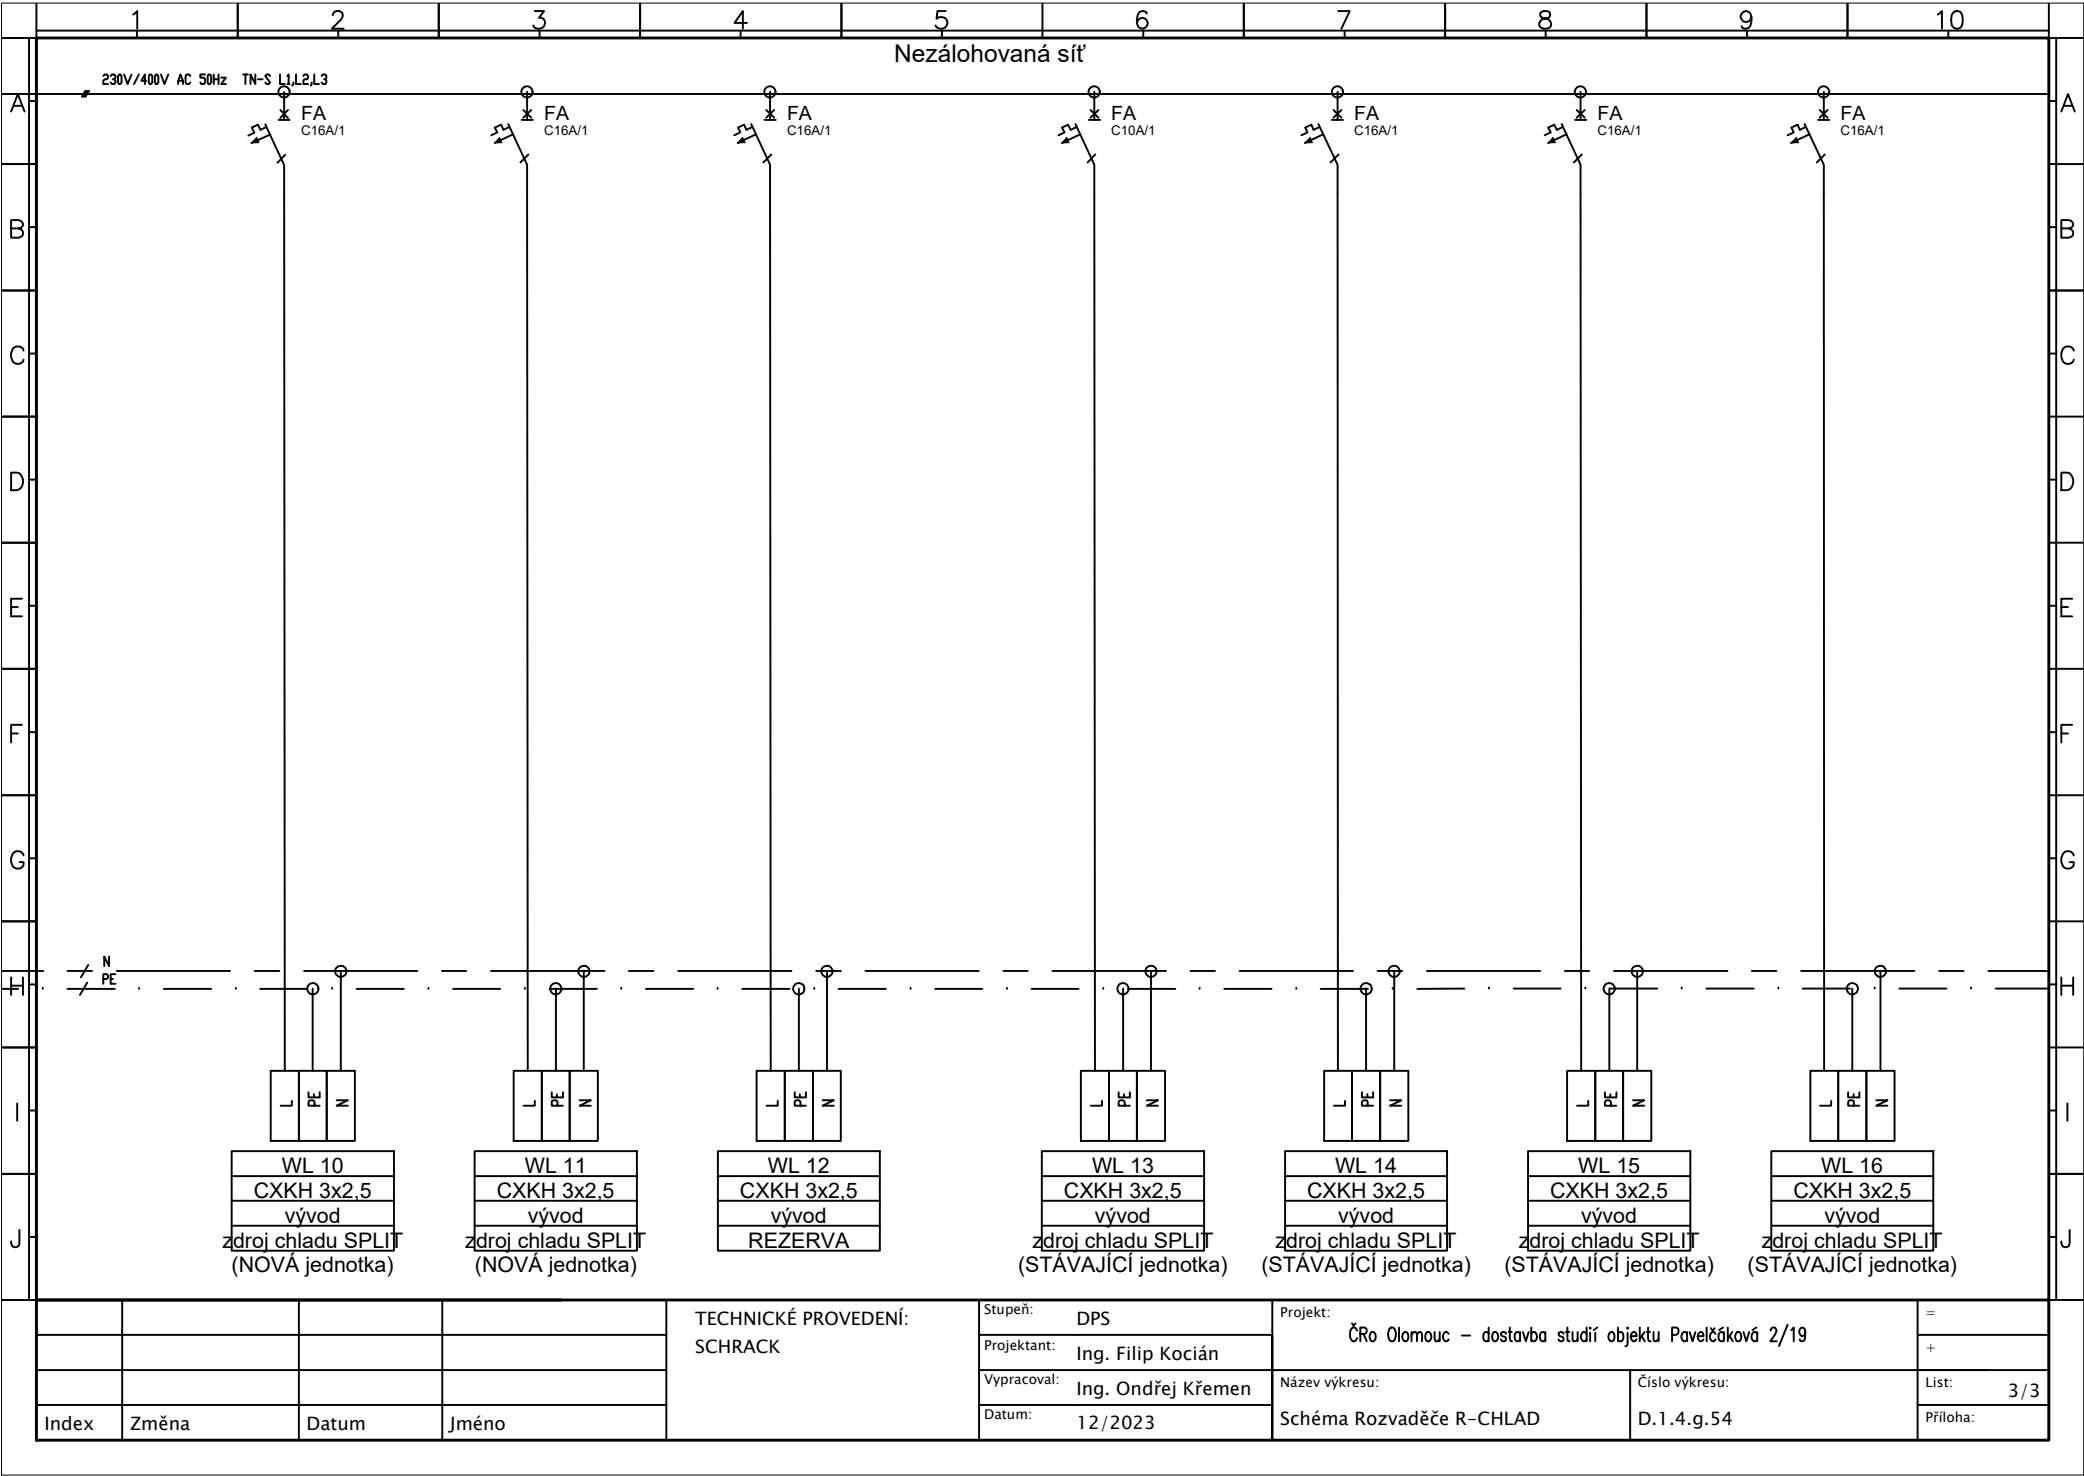 1 2 3 4 5 6 7 8 9 10
Nezálohovaná síť
230V/400V AC 50Hz TN-S L1,L2,L3
A A
FA FA FA FA FA FA FA
C16A/1 C16A/1 C16A/1 C10A/1 C16A/1 C16A/1 C16A/1
B B
C C
D D
E E
F F
G G
N
PE
H H
L PE N L PE N L PE N L PE N L PE N L PE N L PE N
I I
WL 10 WL 11 WL 12 WL 13 WL 14 WL 15 WL 16
CXKH 3x2,5 CXKH 3x2,5 CXKH 3x2,5 CXKH 3x2,5 CXKH 3x2,5 CXKH 3x2,5 CXKH 3x2,5
vývod vývod vývod vývod vývod vývod vývod
J zdroj chladu SPLIT zdroj chladu SPLIT REZERVA zdroj chladu SPLIT zdroj chladu SPLIT zdroj chladu SPLIT zdroj chladu SPLIT J
(NOVÁ jednotka) (NOVÁ jednotka) (STÁVAJÍCÍ jednotka) (STÁVAJÍCÍ jednotka) (STÁVAJÍCÍ jednotka) (STÁVAJÍCÍ jednotka)
TECHNICKÉ PROVEDENÍ:
SCHRACK
Stupeň: DPS
Projektant: Ing. Filip Kocián
Vypracoval: Ing. Ondřej Křemen
Datum: 12/2023
Projekt:
ČRo Olomouc – dostavba studií objektu Pavelčáková 2/19
Název výkresu:
Schéma Rozvaděče R-CHLAD
Číslo výkresu:
D.1.4.g.54
=
+
List: 3/3
Příloha:
Index Změna Datum Jméno